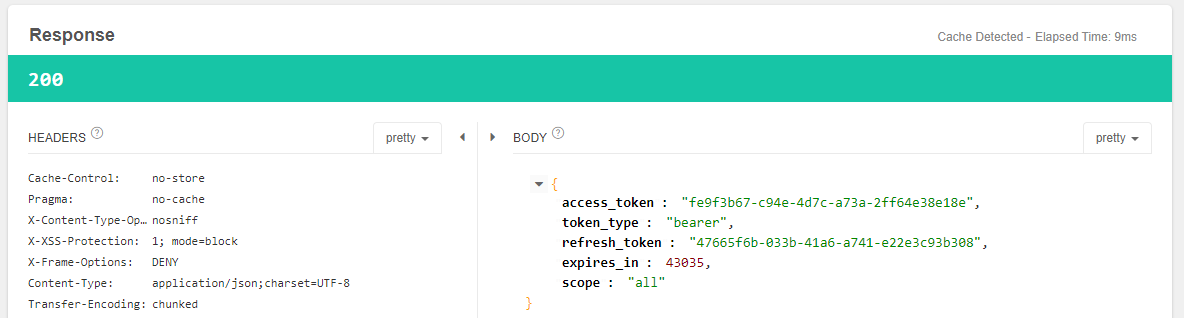 Response
Cache Detected - Elapsed Time: 9ms
200
HEADERS ?
pretty
Cache-Control: no-store
Pragma: no-cache
X-Content-Type-Op... nosniff
X-XSS-Protection: 1; mode=block
X-Frame-Options: DENY
Content-Type: application/json;charset=UTF-8
Transfer-Encoding: chunked
BODY ?
pretty
{
access_token : "fe9f3b67-c94e-4d7c-a73a-2ff64e38e18e",
token_type : "bearer",
refresh_token : "47665f6b-033b-41a6-a741-e22e3c93b308",
expires_in : 43035,
scope : "all"
}